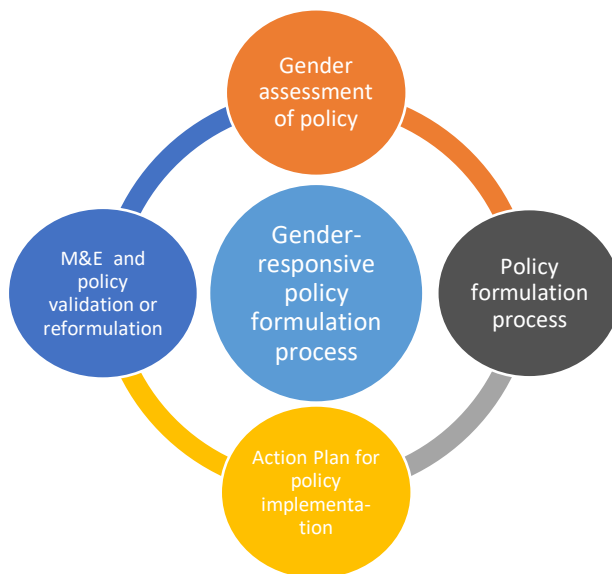 Gender
assessment
of policy
Gender-
responsive
policy
formulation
process
M&E and
policy
validation or
reformulation
Policy
formulation
process
Action Plan for
policy
implementa-
tion